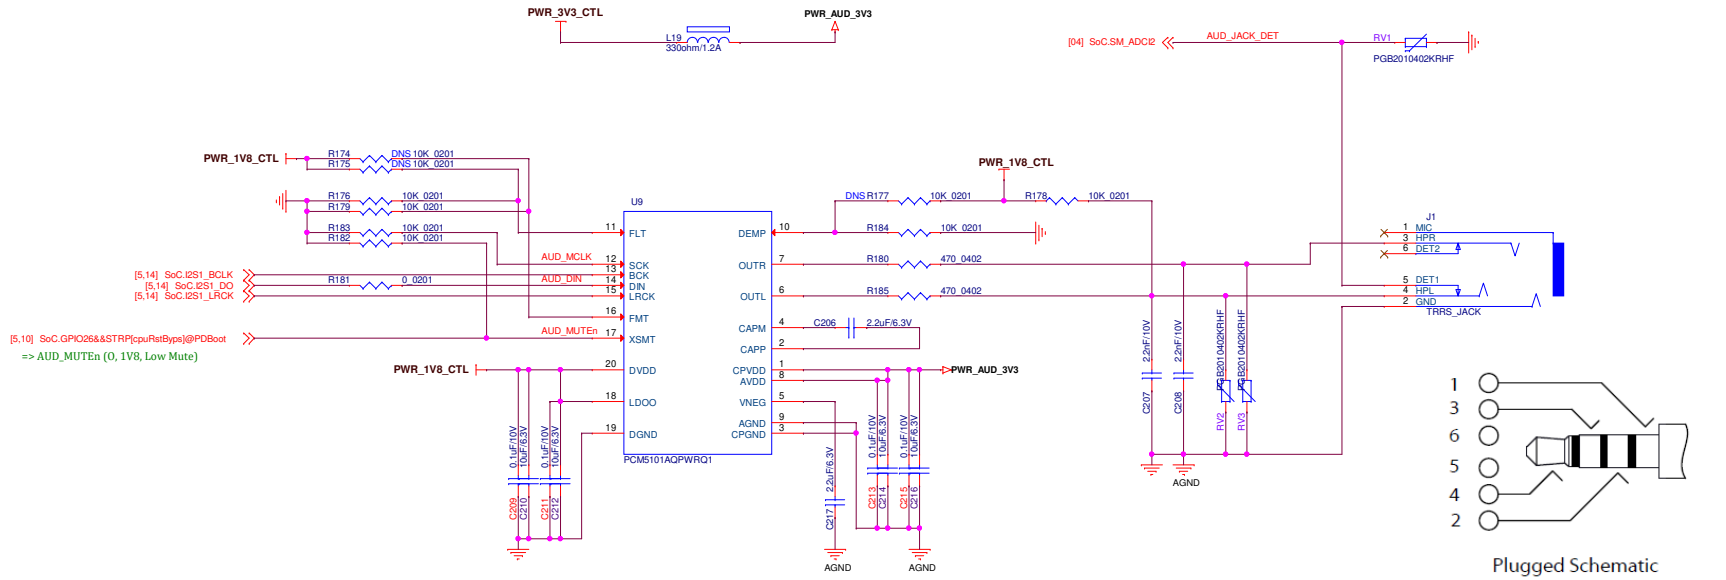 PWR_3V3_CTL
L19
330ohm/1.2A
PWR_AUD_3V3
[04] SoC.SM_ADCI2
AUD_JACK_DET
RV1
PGB2010402KRHF
PWR_1V8_CTL
R174 DNS 10K_0201
R175 DNS 10K_0201
R176 10K_0201
R179 10K_0201
R183 10K_0201
R182 10K_0201
[5,14] SoC.I2S1_BCLK
[5,14] SoC.I2S1_DO
[5,14] SoC.I2S1_LRCK
R181 0_0201
AUD_MCLK
AUD_DIN
[5,10] SoC.GPIO26&&STRP[cpuRstByps]@PDBoot
AUD_MUTEn
=> AUD_MUTEn (O, 1V8, Low Mute)
PWR_1V8_CTL
U9
11 FLT
12 SCK
13 BCK
14 DIN
15 LRCK
16 FMT
17 XSMT
20 DVDD
18 LDOO
19 DGND
DEMP 10
OUTR 7
OUTL 6
CAPM 4
CAPP 2
CPVDD 1
AVDD 8
VNEG 5
AGND 9
CPGND 3
PCM5101AQPWRQ1
C209 0.1uF/10V
C210 10uF/6.3V
C211 0.1uF/10V
C212 10uF/6.3V
PWR_1V8_CTL
DNS R177 10K_0201
R178 10K_0201
R184 10K_0201
R180 470_0402
R185 470_0402
C206 2.2uF/6.3V
PWR_AUD_3V3
C217 2.2uF/6.3V
C213 0.1uF/10V
C214 10uF/6.3V
C215 0.1uF/10V
C216 10uF/6.3V
AGND
AGND
C207 2.2nF/10V
C208 2.2nF/10V
RV2 PGB2010402KRHF
RV3 PGB2010402KRHF
AGND
J1
1 MIC
3 HPR
6 DET2
5 DET1
4 HPL
2 GND
TRRS_JACK
1
3
6
5
4
2
Plugged Schematic